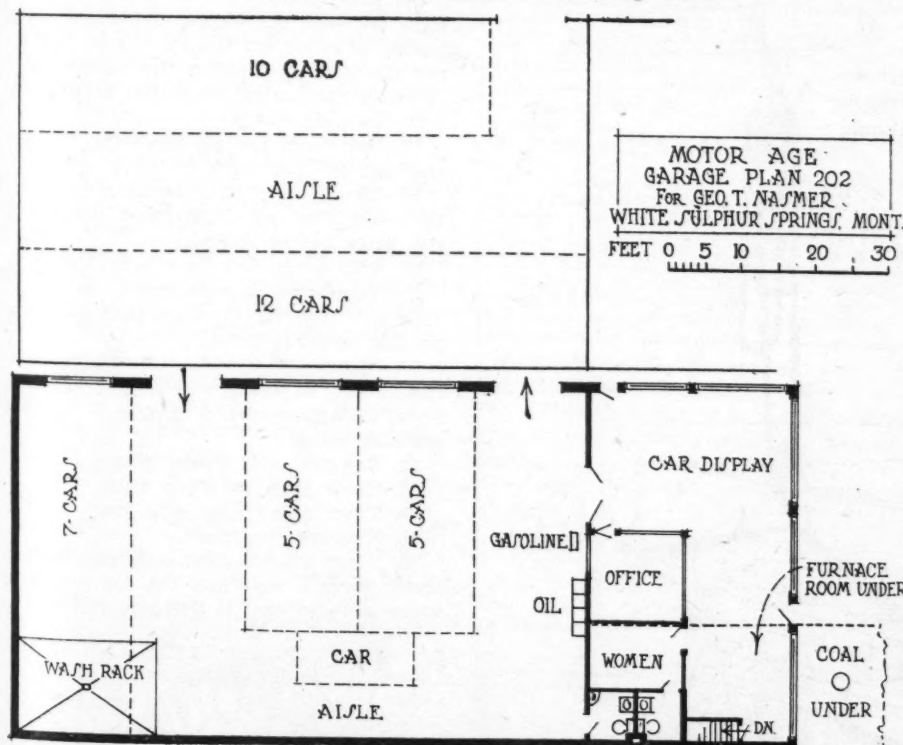 10 CARS
AISLE
12 CARS
MOTOR AGE
GARAGE PLAN 202
FOR GEO. T. NASMER
WHITE SULPHUR SPRINGS, MONT.
FEET 0 5 10 20 30
7-CARS
5-CARS
5-CARS
CAR DISPLAY
GASOLINE
OFFICE
OIL
FURNACE
ROOM UNDER
WASH RACK
CAR
WOMEN
COAL
UNDER
AISLE
DN.